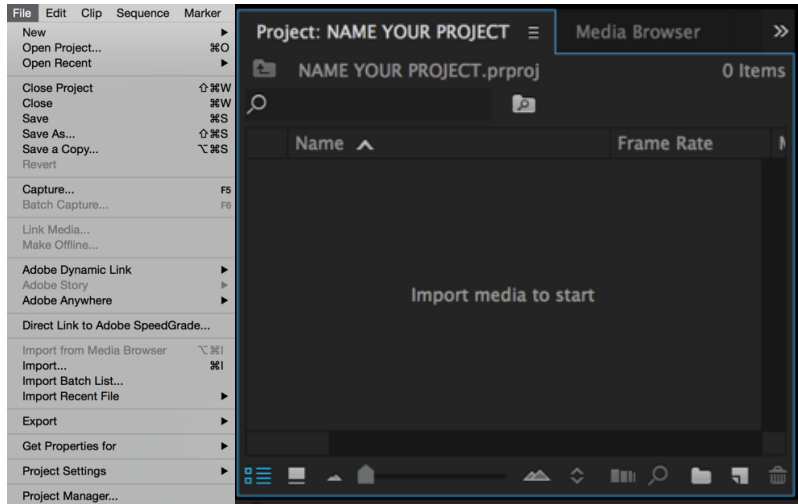 File Edit Clip Sequence Marker
New
Open Project... ⌘O
Open Recent
Close Project ⇧⌘W
Close ⌘W
Save ⌘S
Save As... ⇧⌘S
Save a Copy... ⌥⌘S
Revert
Capture... F5
Batch Capture... F6
Link Media...
Make Offline...
Adobe Dynamic Link
Adobe Story
Adobe Anywhere
Direct Link to Adobe SpeedGrade...
Import from Media Browser ⌥⌘I
Import... ⌘I
Import Batch List...
Import Recent File
Export
Get Properties for
Project Settings
Project Manager...
Project: NAME YOUR PROJECT Media Browser
NAME YOUR PROJECT.prproj 0 Items
Name Frame Rate
Import media to start